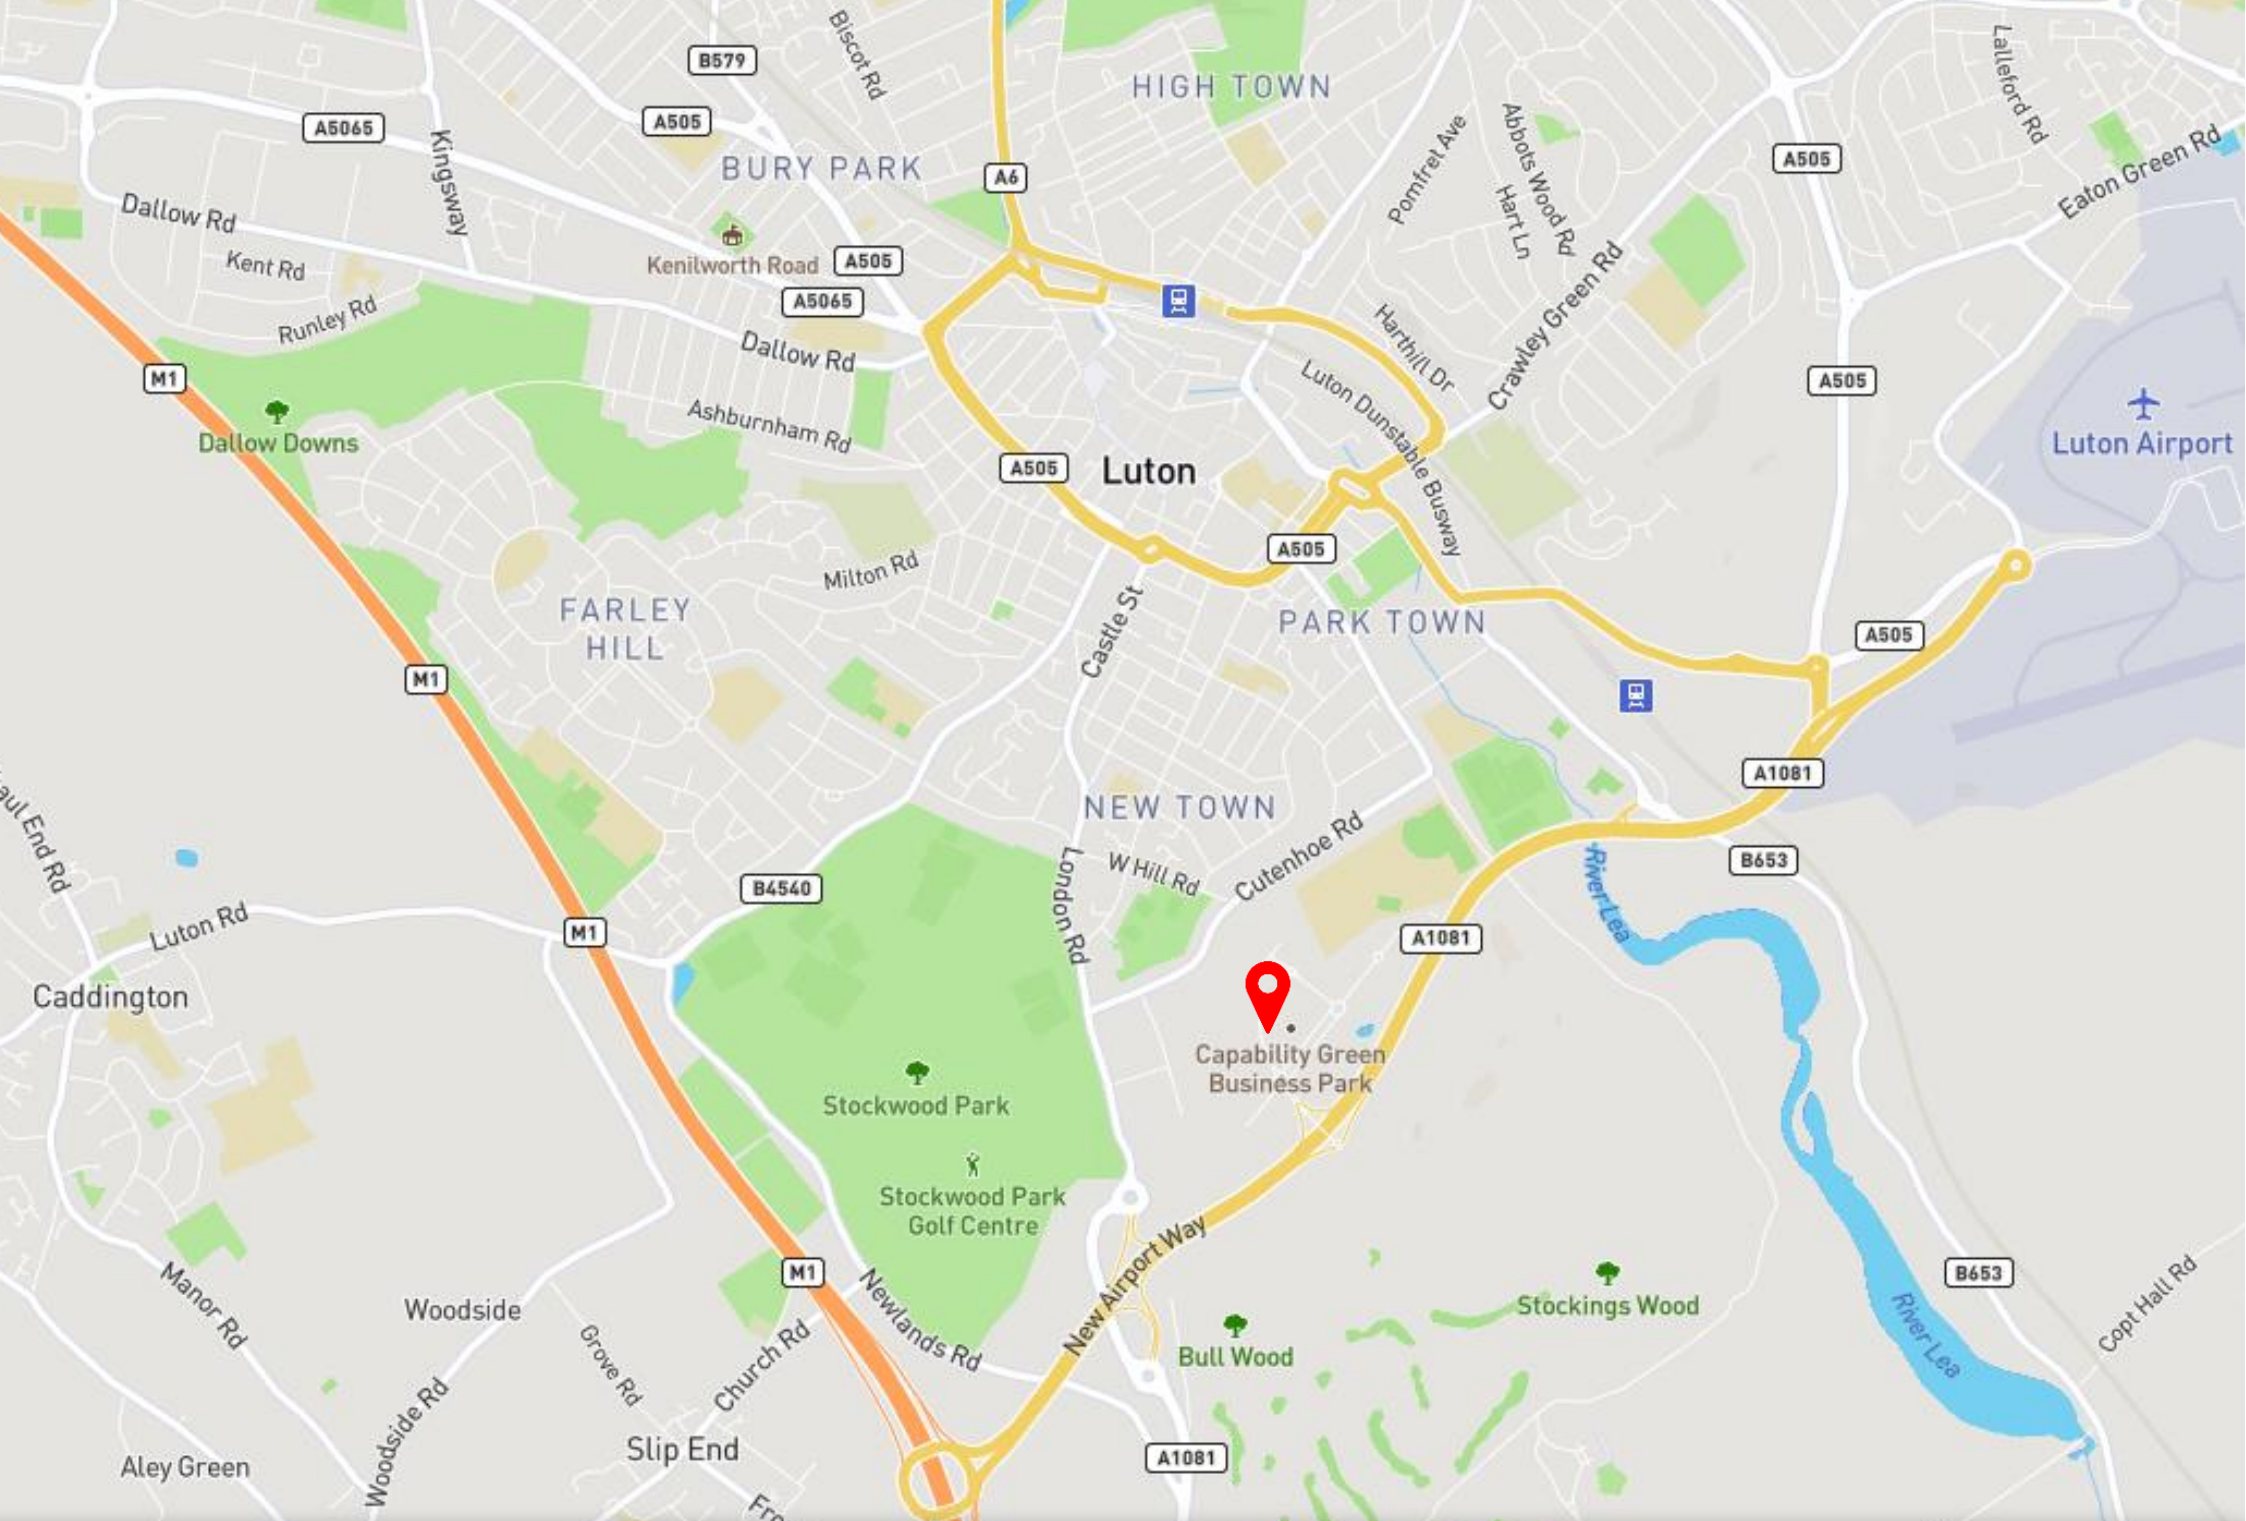 Biscot Rd
B579
HIGH TOWN
Lalleford Rd
A5065
A505
Kingsway
BURY PARK
A6
Pomfret Ave
Abbots Wood Rd
Hart Ln
A505
Eaton Green Rd
Dallow Rd
Kent Rd
Kenilworth Road
A505
A5065
Runley Rd
Dallow Rd
Harthill Dr
Crawley Green Rd
M1
A505
Luton Dunstable Busway
Ashburnham Rd
Dallow Downs
Luton Airport
A505
Luton
A505
Milton Rd
FARLEY
HILL
Castle St
PARK TOWN
A505
M1
A1081
NEW TOWN
aul End Rd
W Hill Rd
Cutenhoe Rd
B653
B4540
London Rd
River Lea
Luton Rd
M1
A1081
Caddington
Capability Green
Business Park
Stockwood Park
Stockwood Park
Golf Centre
New Airport Way
M1
B653
Manor Rd
Woodside
Newlands Rd
Stockings Wood
Copt Hall Rd
River Lea
Grove Rd
Church Rd
Bull Wood
Woodside Rd
Slip End
A1081
Aley Green
Fro